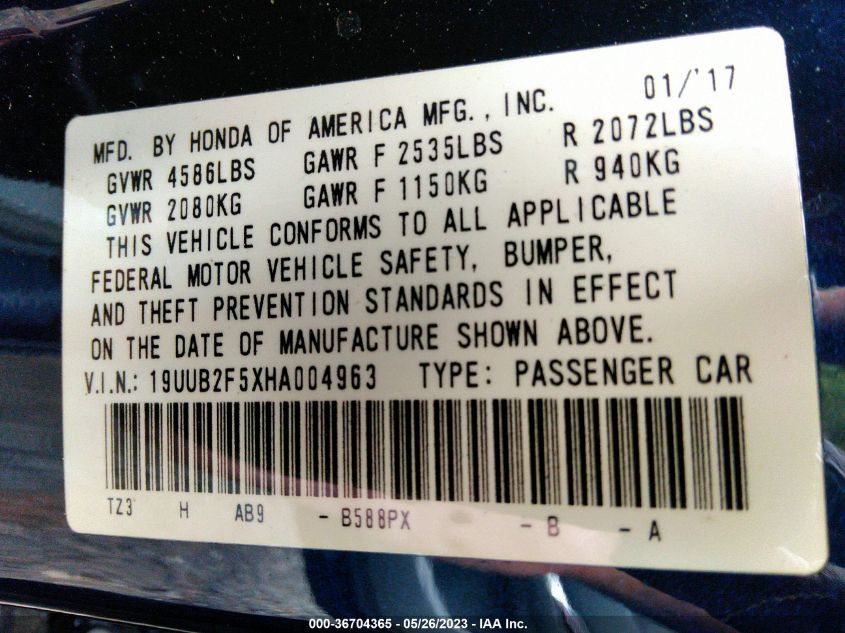 MFD. BY HONDA OF AMERICA MFG., INC. 01/'17
GVWR 4586LBS GAWR F 2535LBS R 2072LBS
GVWR 2080KG GAWR F 1150KG R 940KG
THIS VEHICLE CONFORMS TO ALL APPLICABLE
FEDERAL MOTOR VEHICLE SAFETY, BUMPER,
AND THEFT PREVENTION STANDARDS IN EFFECT
ON THE DATE OF MANUFACTURE SHOWN ABOVE.
V.I.N.: 19UUB2F5XHA004963 TYPE: PASSENGER CAR
TZ3 H AB9 - B588PX - B - A
000-36704365 - 05/26/2023 - IAA Inc.